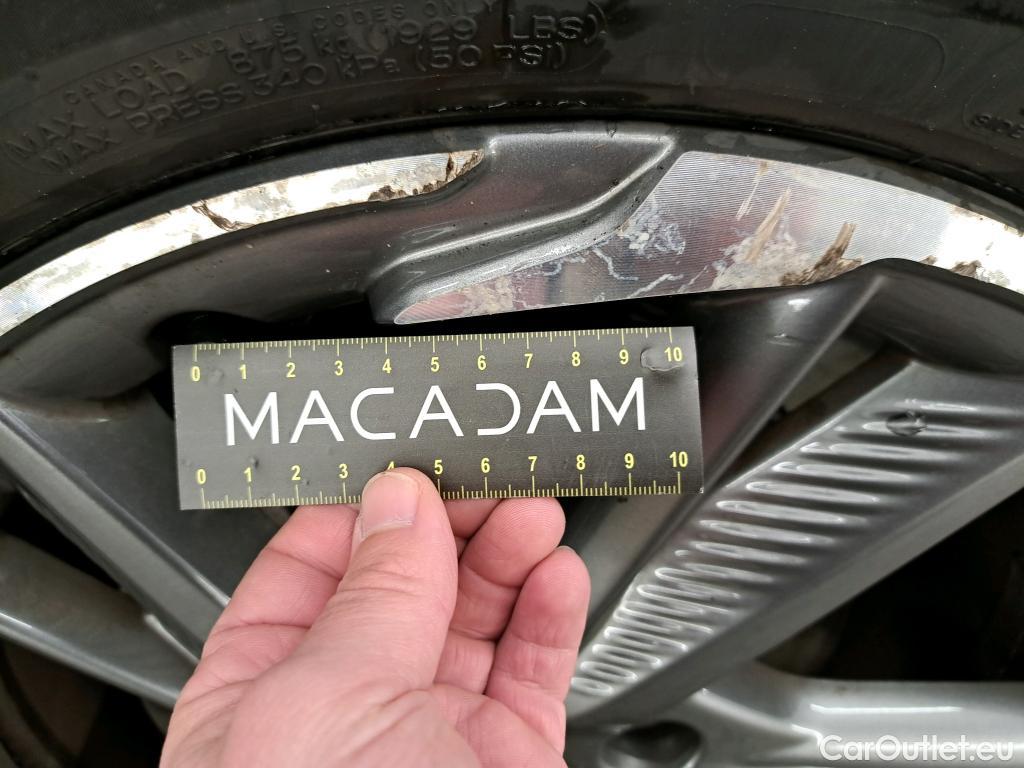 CANADA AND U.S. CODES ONLY
MAX LOAD 875 kg (1929 LBS)
MAX PRESS 340 kPa (50 PSI)
SIDE
0 1 2 3 4 5 6 7 8 9 10
MACADAM
0 1 2 3 4 5 6 7 8 9 10
CarOutlet.eu